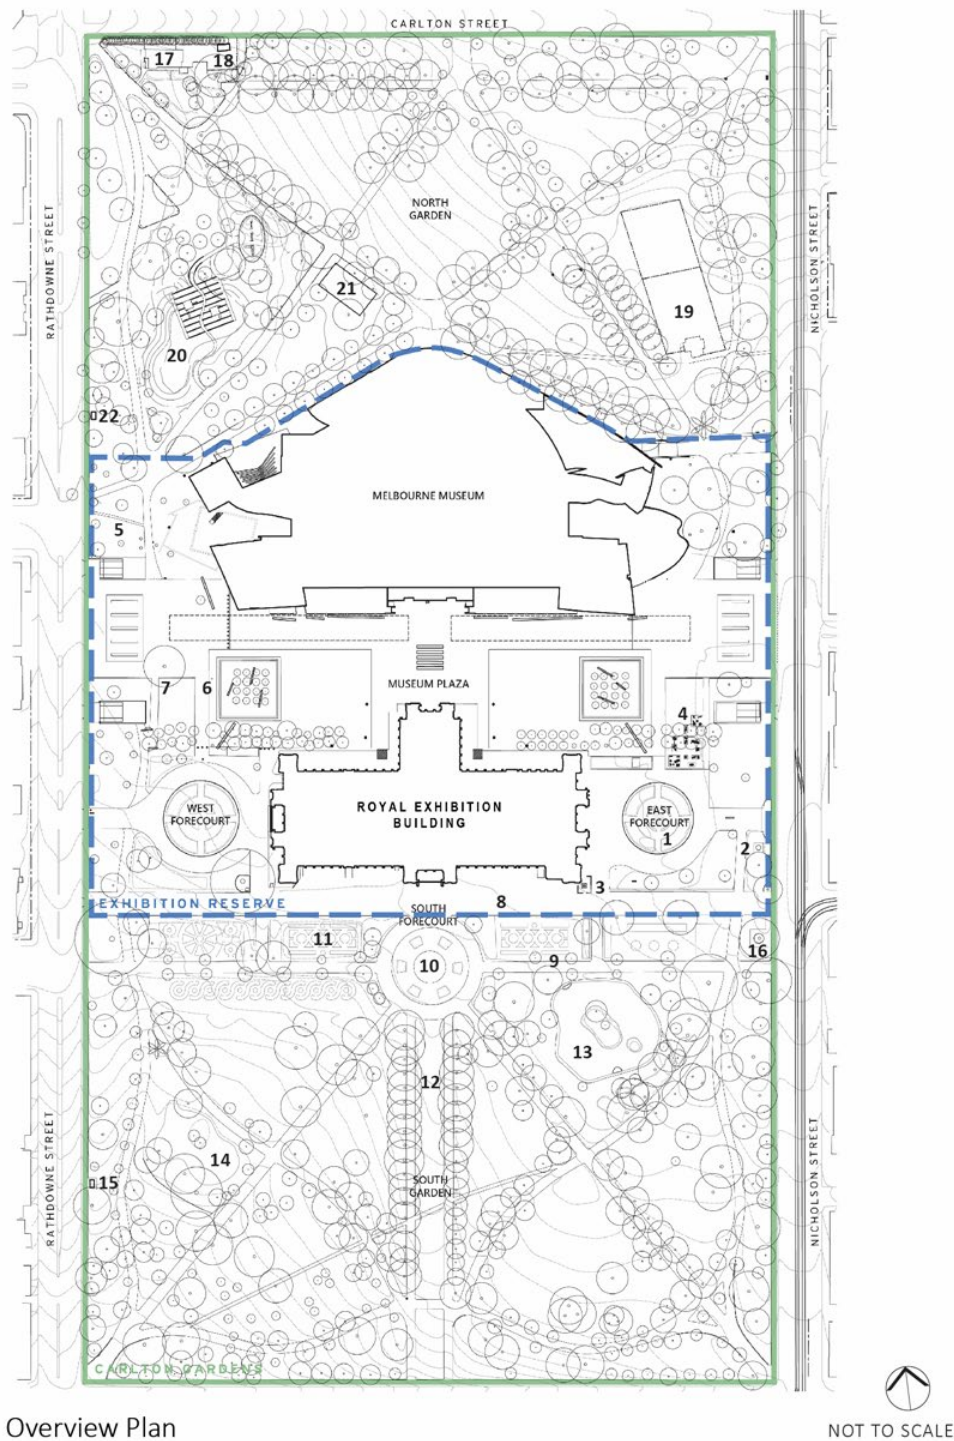 CARLTON STREET
17
18
RATHDOWNE STREET
NICHOLSON STREET
NORTH
GARDEN
21
19
20
22
MELBOURNE MUSEUM
5
MUSEUM PLAZA
7
6
4
WEST
FORECOURT
ROYAL EXHIBITION
BUILDING
EAST
FORECOURT
1
2
3
EXHIBITION RESERVE
8
SOUTH
FORECOURT
11
9
16
10
13
12
14
15
SOUTH
GARDEN
RATHDOWNE STREET
NICHOLSON STREET
CARLTON GARDENS
Overview Plan
NOT TO SCALE